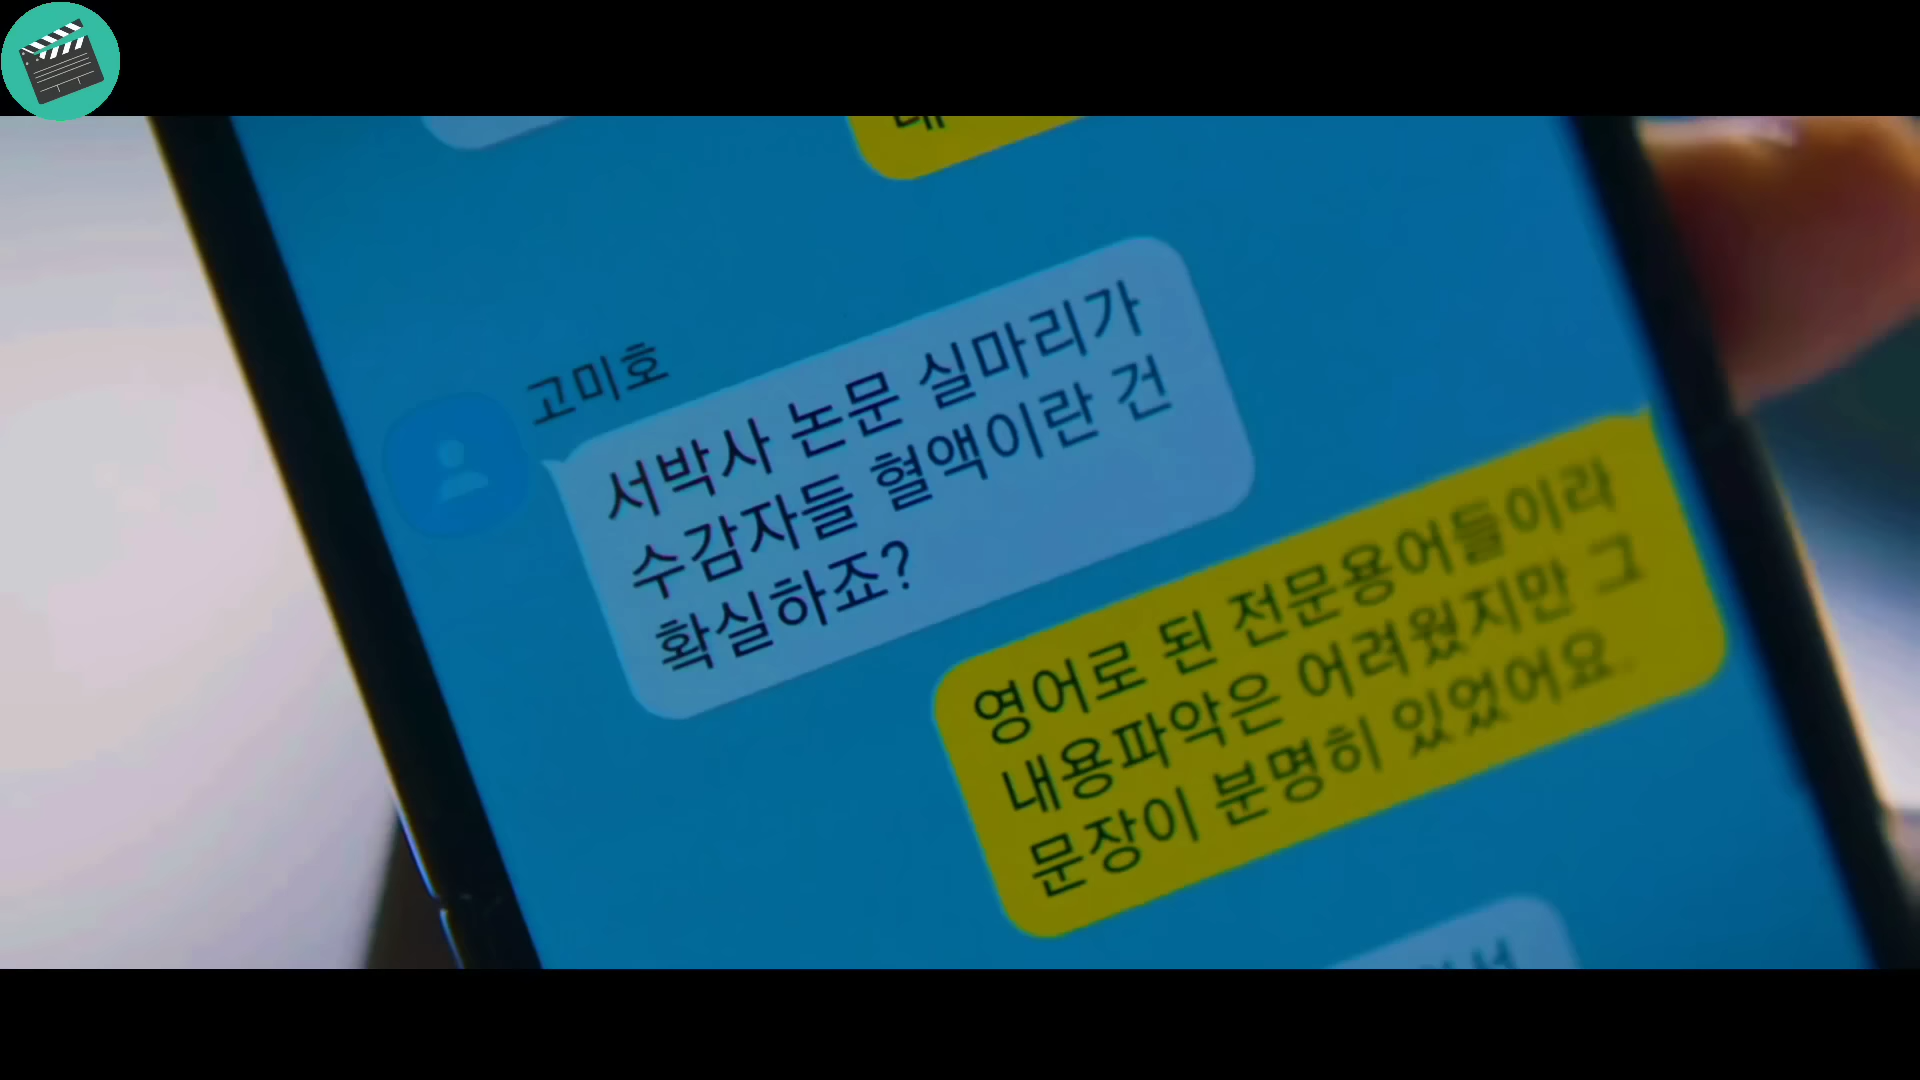 고미호
서박사 논문 실마리가
수감자들 혈액이란 건
확실하죠?
영어로 된 전문용어들이라
내용파악은 어려웠지만 그
문장이 분명히 있었어요.